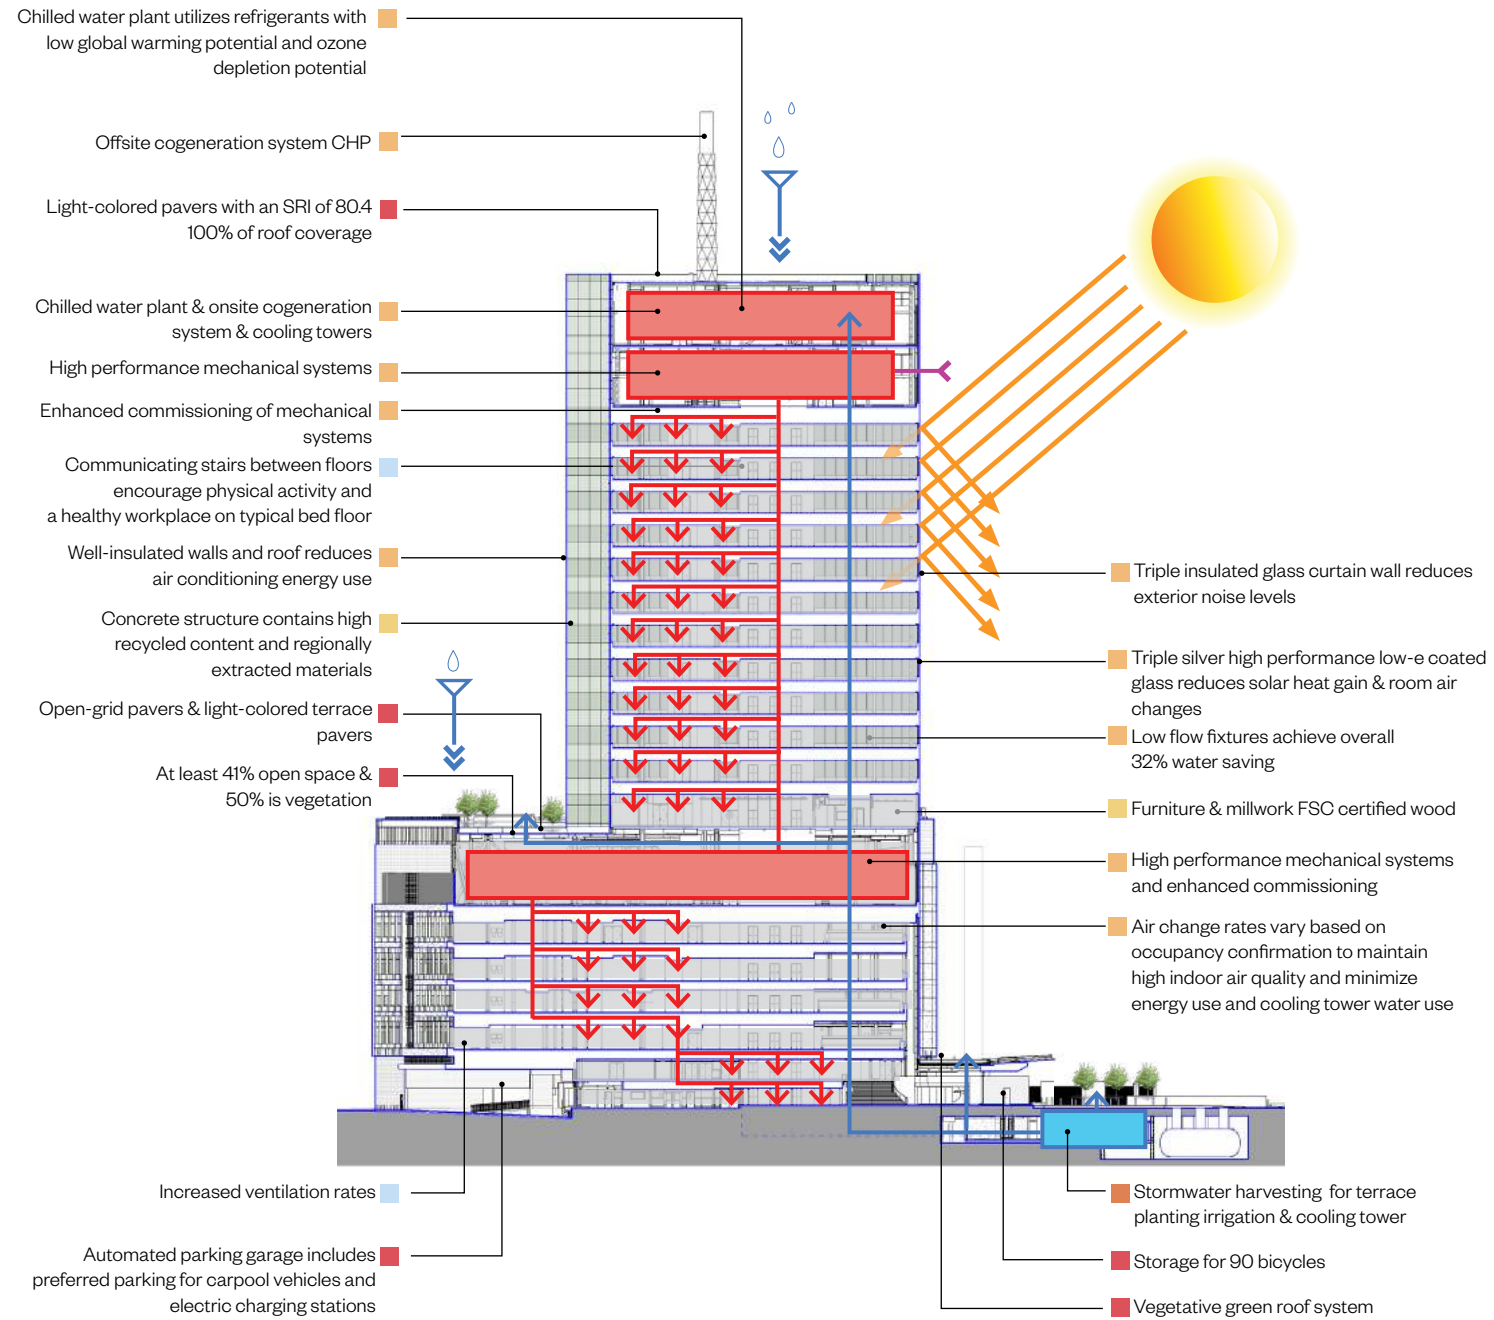 Chilled water plant utilizes refrigerants with
low global warming potential and ozone
depletion potential
Offsite cogeneration system CHP
Light-colored pavers with an SRI of 80.4
100% of roof coverage
Chilled water plant & onsite cogeneration
system & cooling towers
High performance mechanical systems
Enhanced commissioning of mechanical
systems
Communicating stairs between floors
encourage physical activity and
a healthy workplace on typical bed floor
Well-insulated walls and roof reduces
air conditioning energy use
Concrete structure contains high
recycled content and regionally
extracted materials
Open-grid pavers & light-colored terrace
pavers
At least 41% open space &
50% is vegetation
Increased ventilation rates
Automated parking garage includes
preferred parking for carpool vehicles and
electric charging stations
Triple insulated glass curtain wall reduces
exterior noise levels
Triple silver high performance low-e coated
glass reduces solar heat gain & room air
changes
Low flow fixtures achieve overall
32% water saving
Furniture & millwork FSC certified wood
High performance mechanical systems
and enhanced commissioning
Air change rates vary based on
occupancy confirmation to maintain
high indoor air quality and minimize
energy use and cooling tower water use
Stormwater harvesting for terrace
planting irrigation & cooling tower
Storage for 90 bicycles
Vegetative green roof system